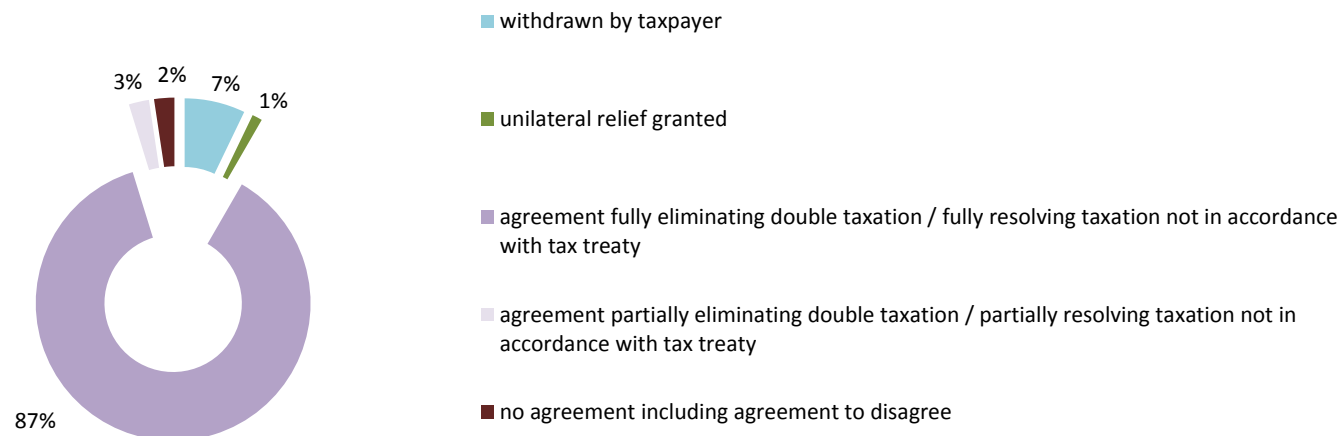 withdrawn by taxpayer
3%
2%
7%
1%
unilateral relief granted
agreement fully eliminating double taxation / fully resolving taxation not in accordance
with tax treaty
agreement partially eliminating double taxation / partially resolving taxation not in
accordance with tax treaty
87%
no agreement including agreement to disagree